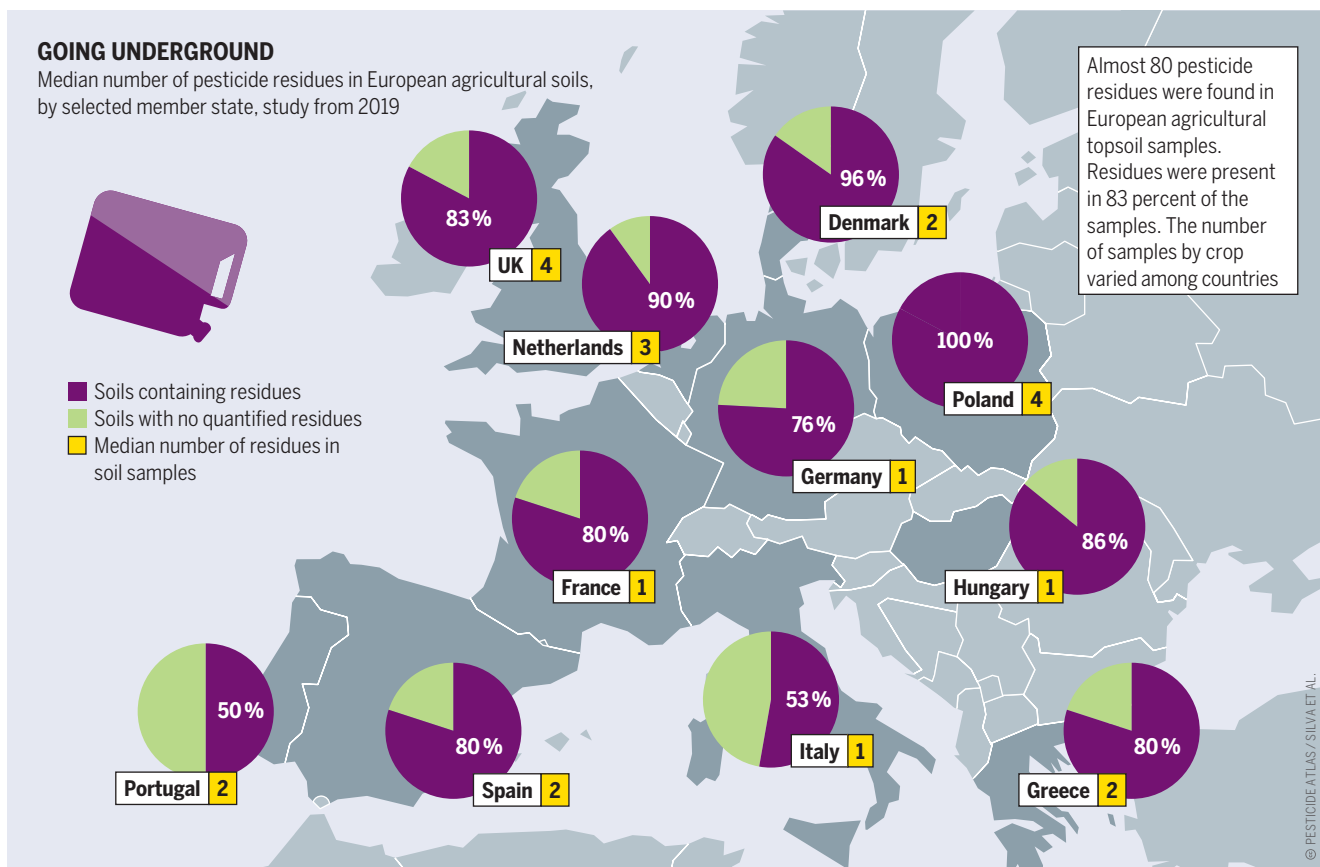 GOING UNDERGROUND
Median number of pesticide residues in European agricultural soils,
by selected member state, study from 2019
Almost 80 pesticide
residues were found in
European agricultural
topsoil samples.
Residues were present
in 83 percent of the
samples. The number
of samples by crop
varied among countries
Soils containing residues
Soils with no quantified residues
Median number of residues in
soil samples
83 %
UK 4
96 %
Denmark 2
90 %
Netherlands 3
100 %
Poland 4
76 %
Germany 1
80 %
France 1
86 %
Hungary 1
50 %
Portugal 2
80 %
Spain 2
53 %
Italy 1
80 %
Greece 2
PESTICIDE ATLAS / SILVA ET AL.